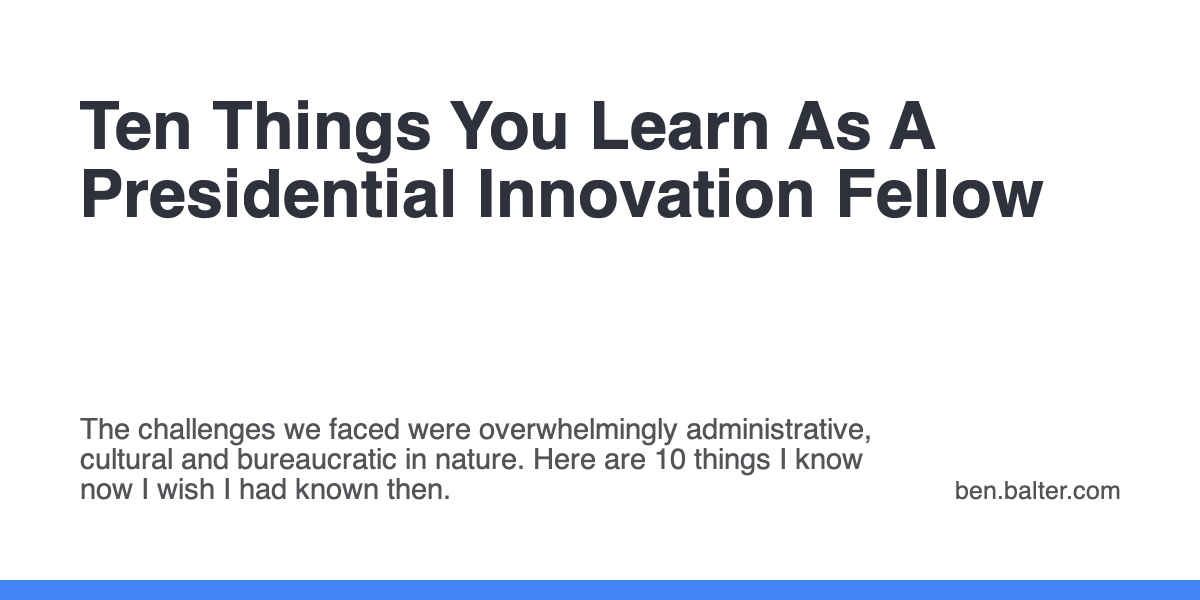 Ten Things You Learn As A
Presidential Innovation Fellow
The challenges we faced were overwhelmingly administrative,
cultural and bureaucratic in nature. Here are 10 things I know
now I wish I had known then.
ben.balter.com